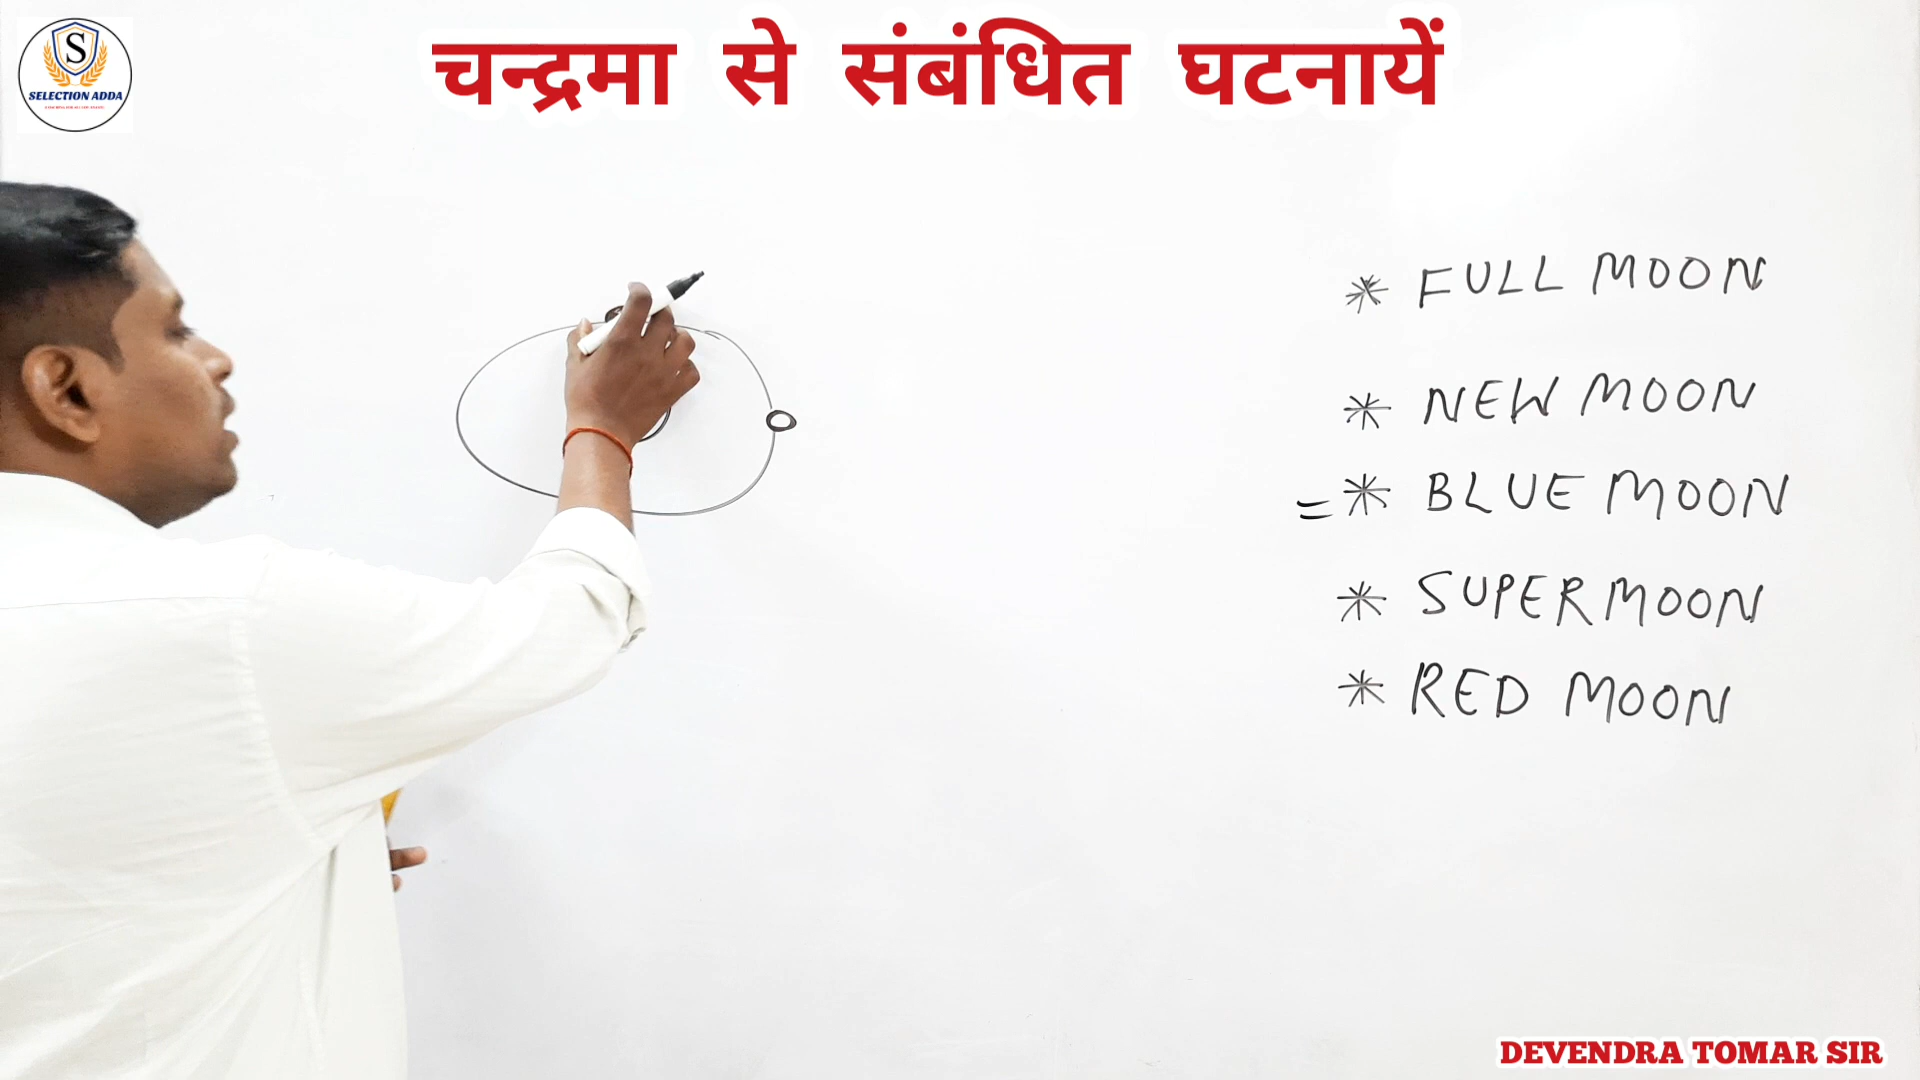 चन्द्रमा से संबंधित घटनायें
S
SELECTION ADDA
* FULL MOON
* NEW MOON
= * BLUE MOON
* SUPERMOON
* RED MOON
DEVENDRA TOMAR SIR